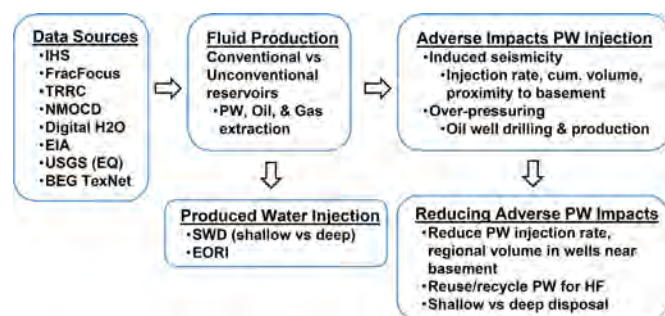 Data Sources
•IHS
•FracFocus
•TRRC
•NMOCD
•Digital H2O
•EIA
•USGS (EQ)
•BEG TexNet
Fluid Production
Conventional vs
Unconventional
reservoirs
•PW, Oil, & Gas
extraction
Adverse Impacts PW Injection
•Induced seismicity
•Injection rate, cum. volume,
proximity to basement
•Over-pressuring
•Oil well drilling & production
Produced Water Injection
•SWD (shallow vs deep)
•EORI
Reducing Adverse PW Impacts
•Reduce PW injection rate,
regional volume in wells near
basement
•Reuse/recycle PW for HF
•Shallow vs deep disposal